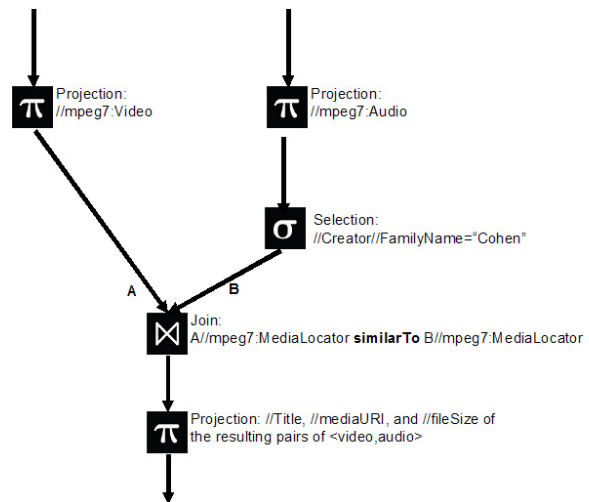 π
Projection:
//mpeg7:Video
π
Projection:
//mpeg7:Audio
σ
Selection:
//Creator//FamilyName=“Cohen”
A
B
⋈
Join:
A//mpeg7:MediaLocator similarTo B//mpeg7:MediaLocator
π
Projection: //Title, //mediaURI, and //fileSize of
the resulting pairs of <video,audio>